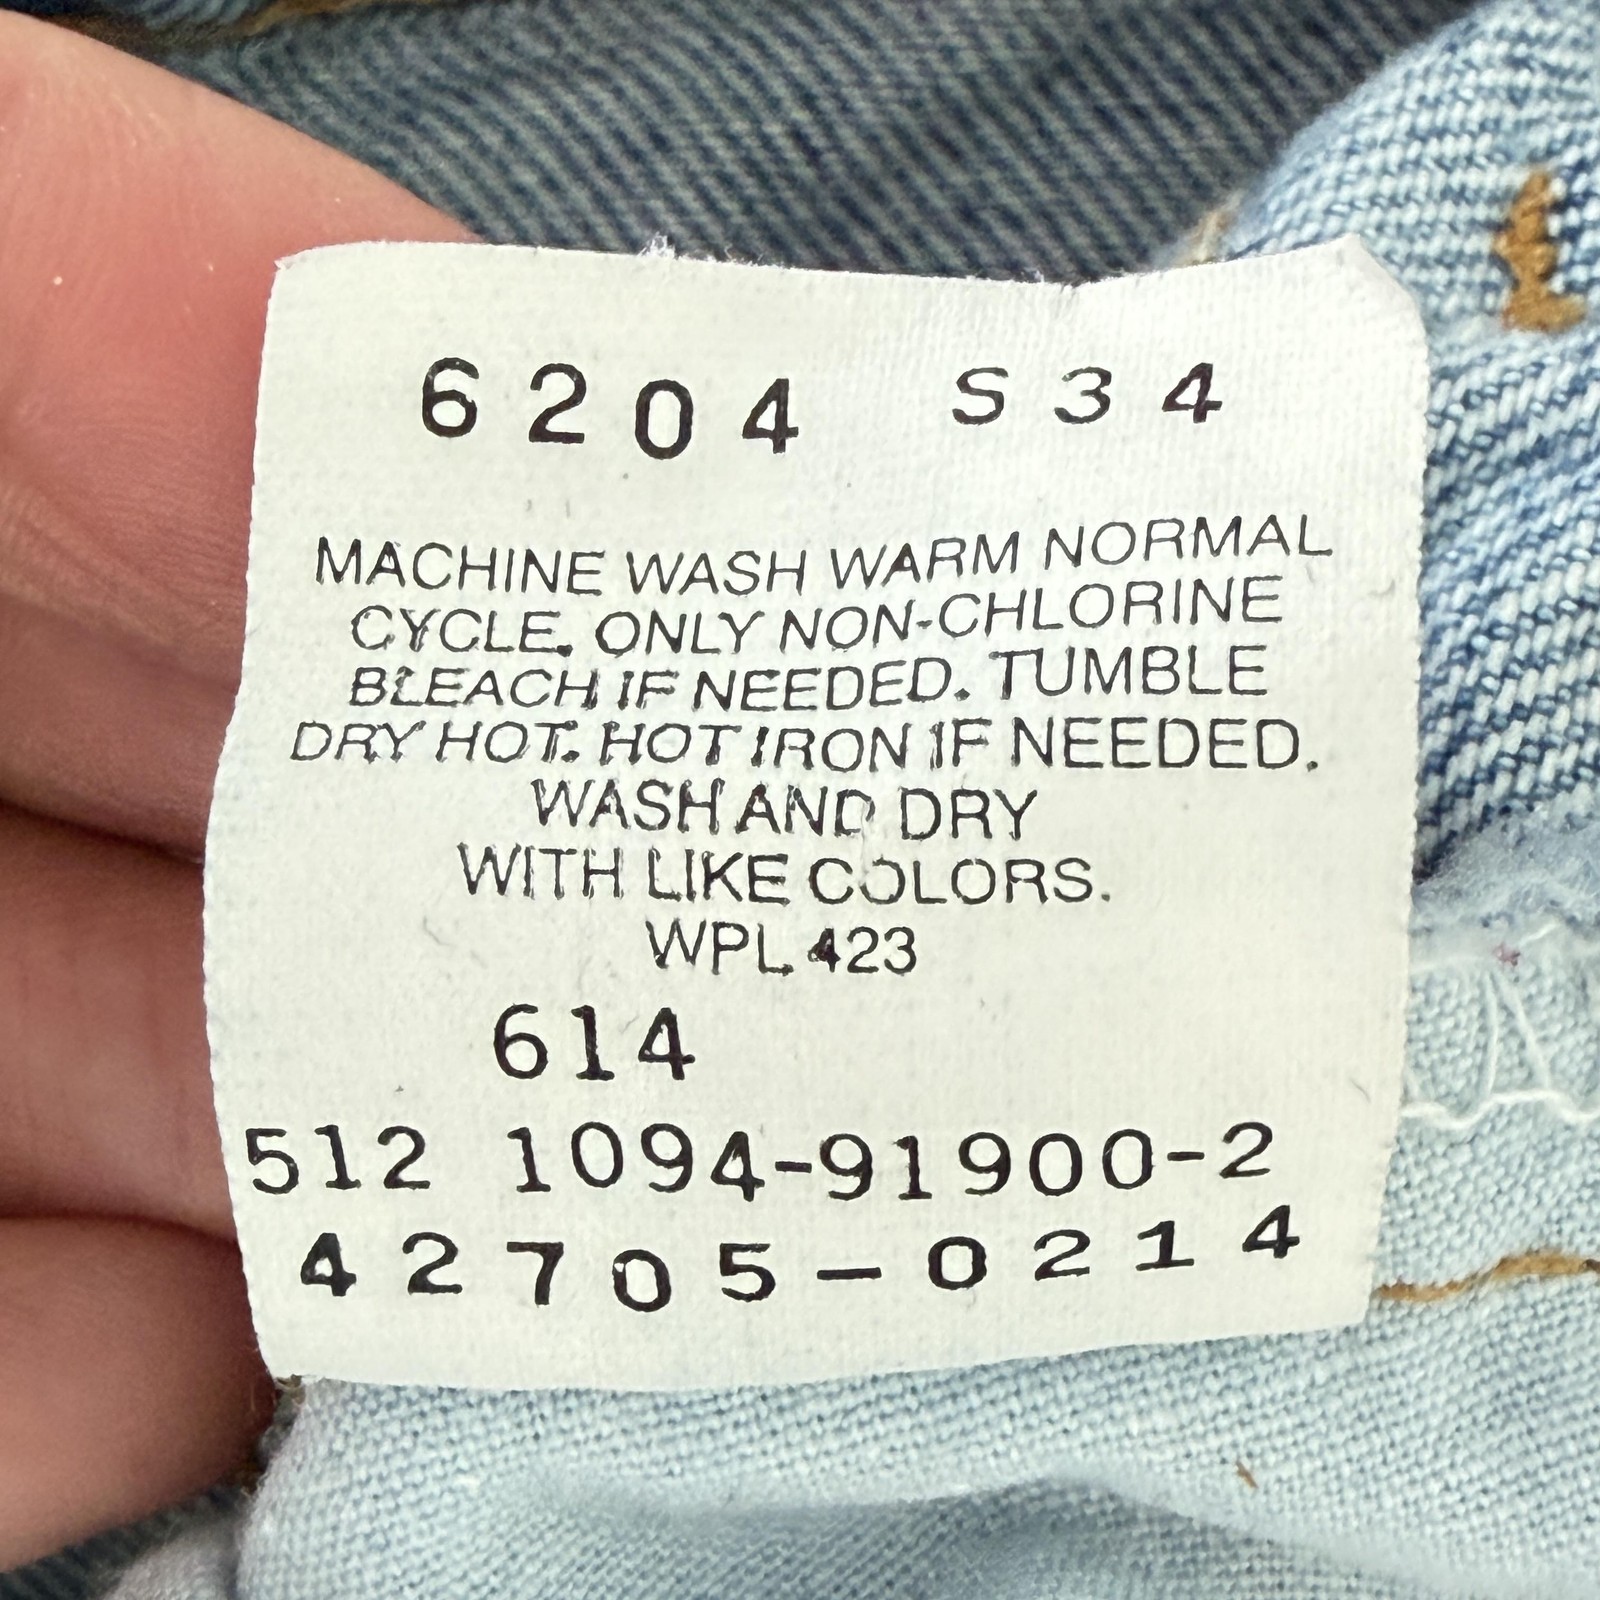 6204 S34
MACHINE WASH WARM NORMAL
CYCLE. ONLY NON-CHLORINE
BLEACH IF NEEDED. TUMBLE
DRY HOT. HOT IRON IF NEEDED.
WASH AND DRY
WITH LIKE COLORS.
WPL 423
614
512 1094-91900-2
42705-0214